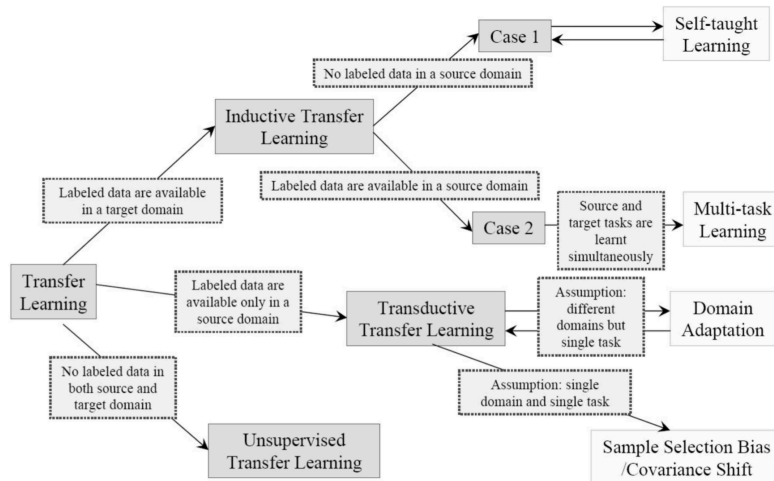 Case 1
Self-taught
Learning
No labeled data in a source domain
Inductive Transfer
Learning
Labeled data are available
in a target domain
Labeled data are available in a source domain
Case 2
Source and
target tasks are
learnt
simultaneously
Multi-task
Learning
Transfer
Learning
Labeled data are
available only in a
source domain
Transductive
Transfer Learning
Assumption:
different
domains but
single task
Domain
Adaptation
No labeled data in
both source and
target domain
Assumption: single
domain and single task
Unsupervised
Transfer Learning
Sample Selection Bias
/Covariance Shift